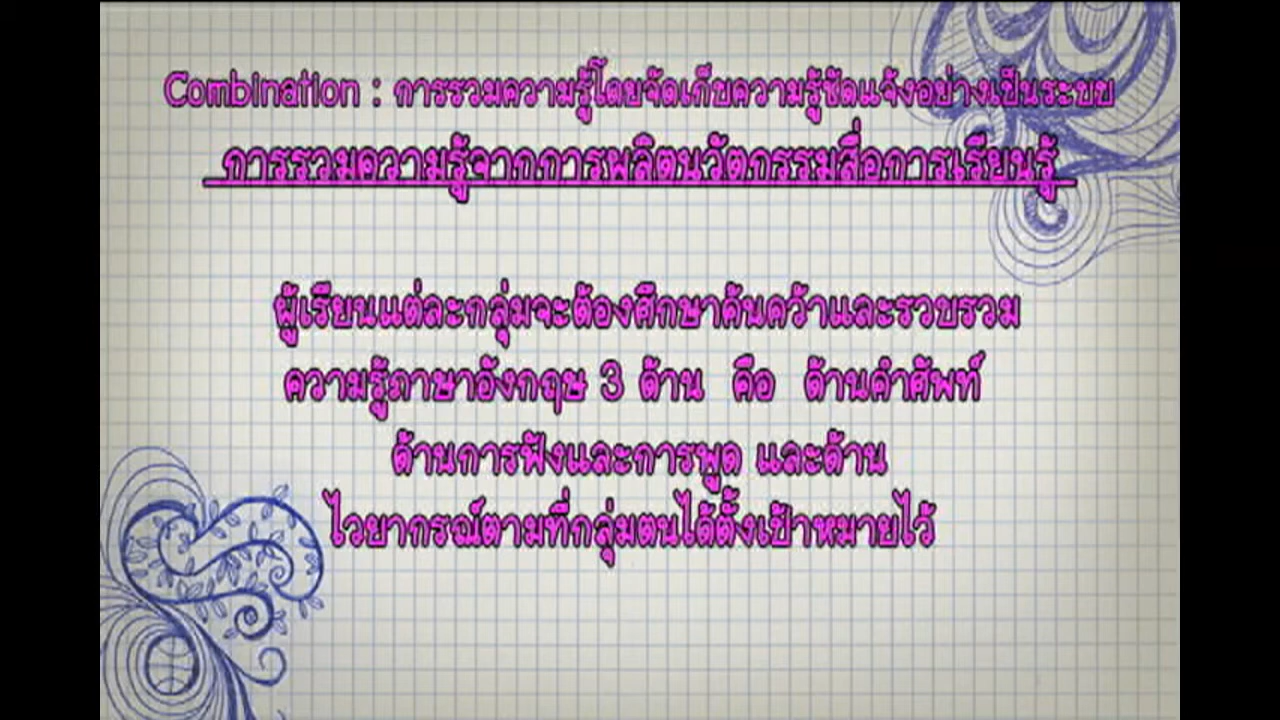 Combination : การรวมความรู้โดยจัดเก็บความรู้ชัดแจ้งอย่างเป็นระบบ
การรวมความรู้จากการผลิตนวัตกรรมสื่อการเรียนรู้
ผู้เรียนแต่ละกลุ่มจะต้องศึกษาค้นคว้าและรวบรวม
ความรู้ภาษาอังกฤษ 3 ด้าน คือ ด้านคำศัพท์
ด้านการฟังและการพูด และด้าน
ไวยากรณ์ตามที่กลุ่มตนได้ตั้งเป้าหมายไว้